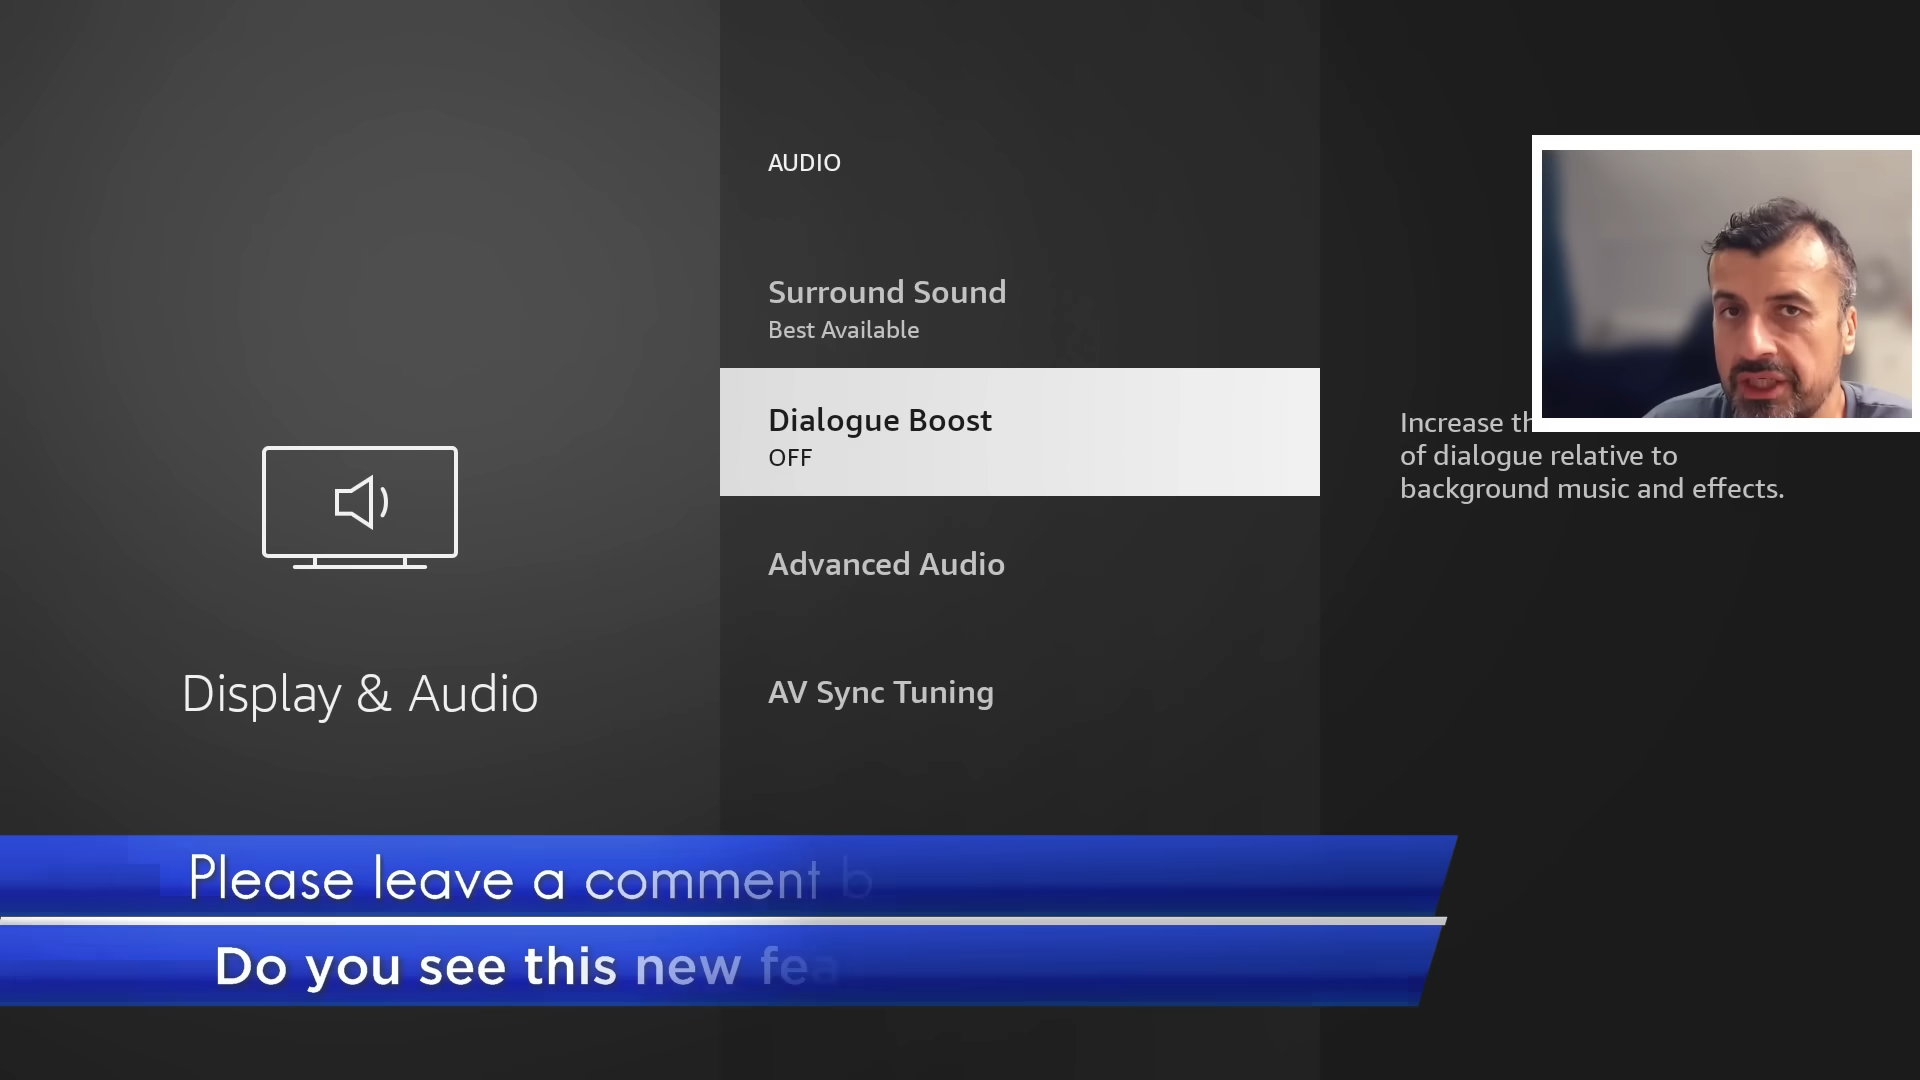 AUDIO
Surround Sound
Best Available
Dialogue Boost
OFF
Increase
of dialogue relative to
background music and effects.
Advanced Audio
AV Sync Tuning
Display & Audio
Please leave a comment b
Do you see this new fea